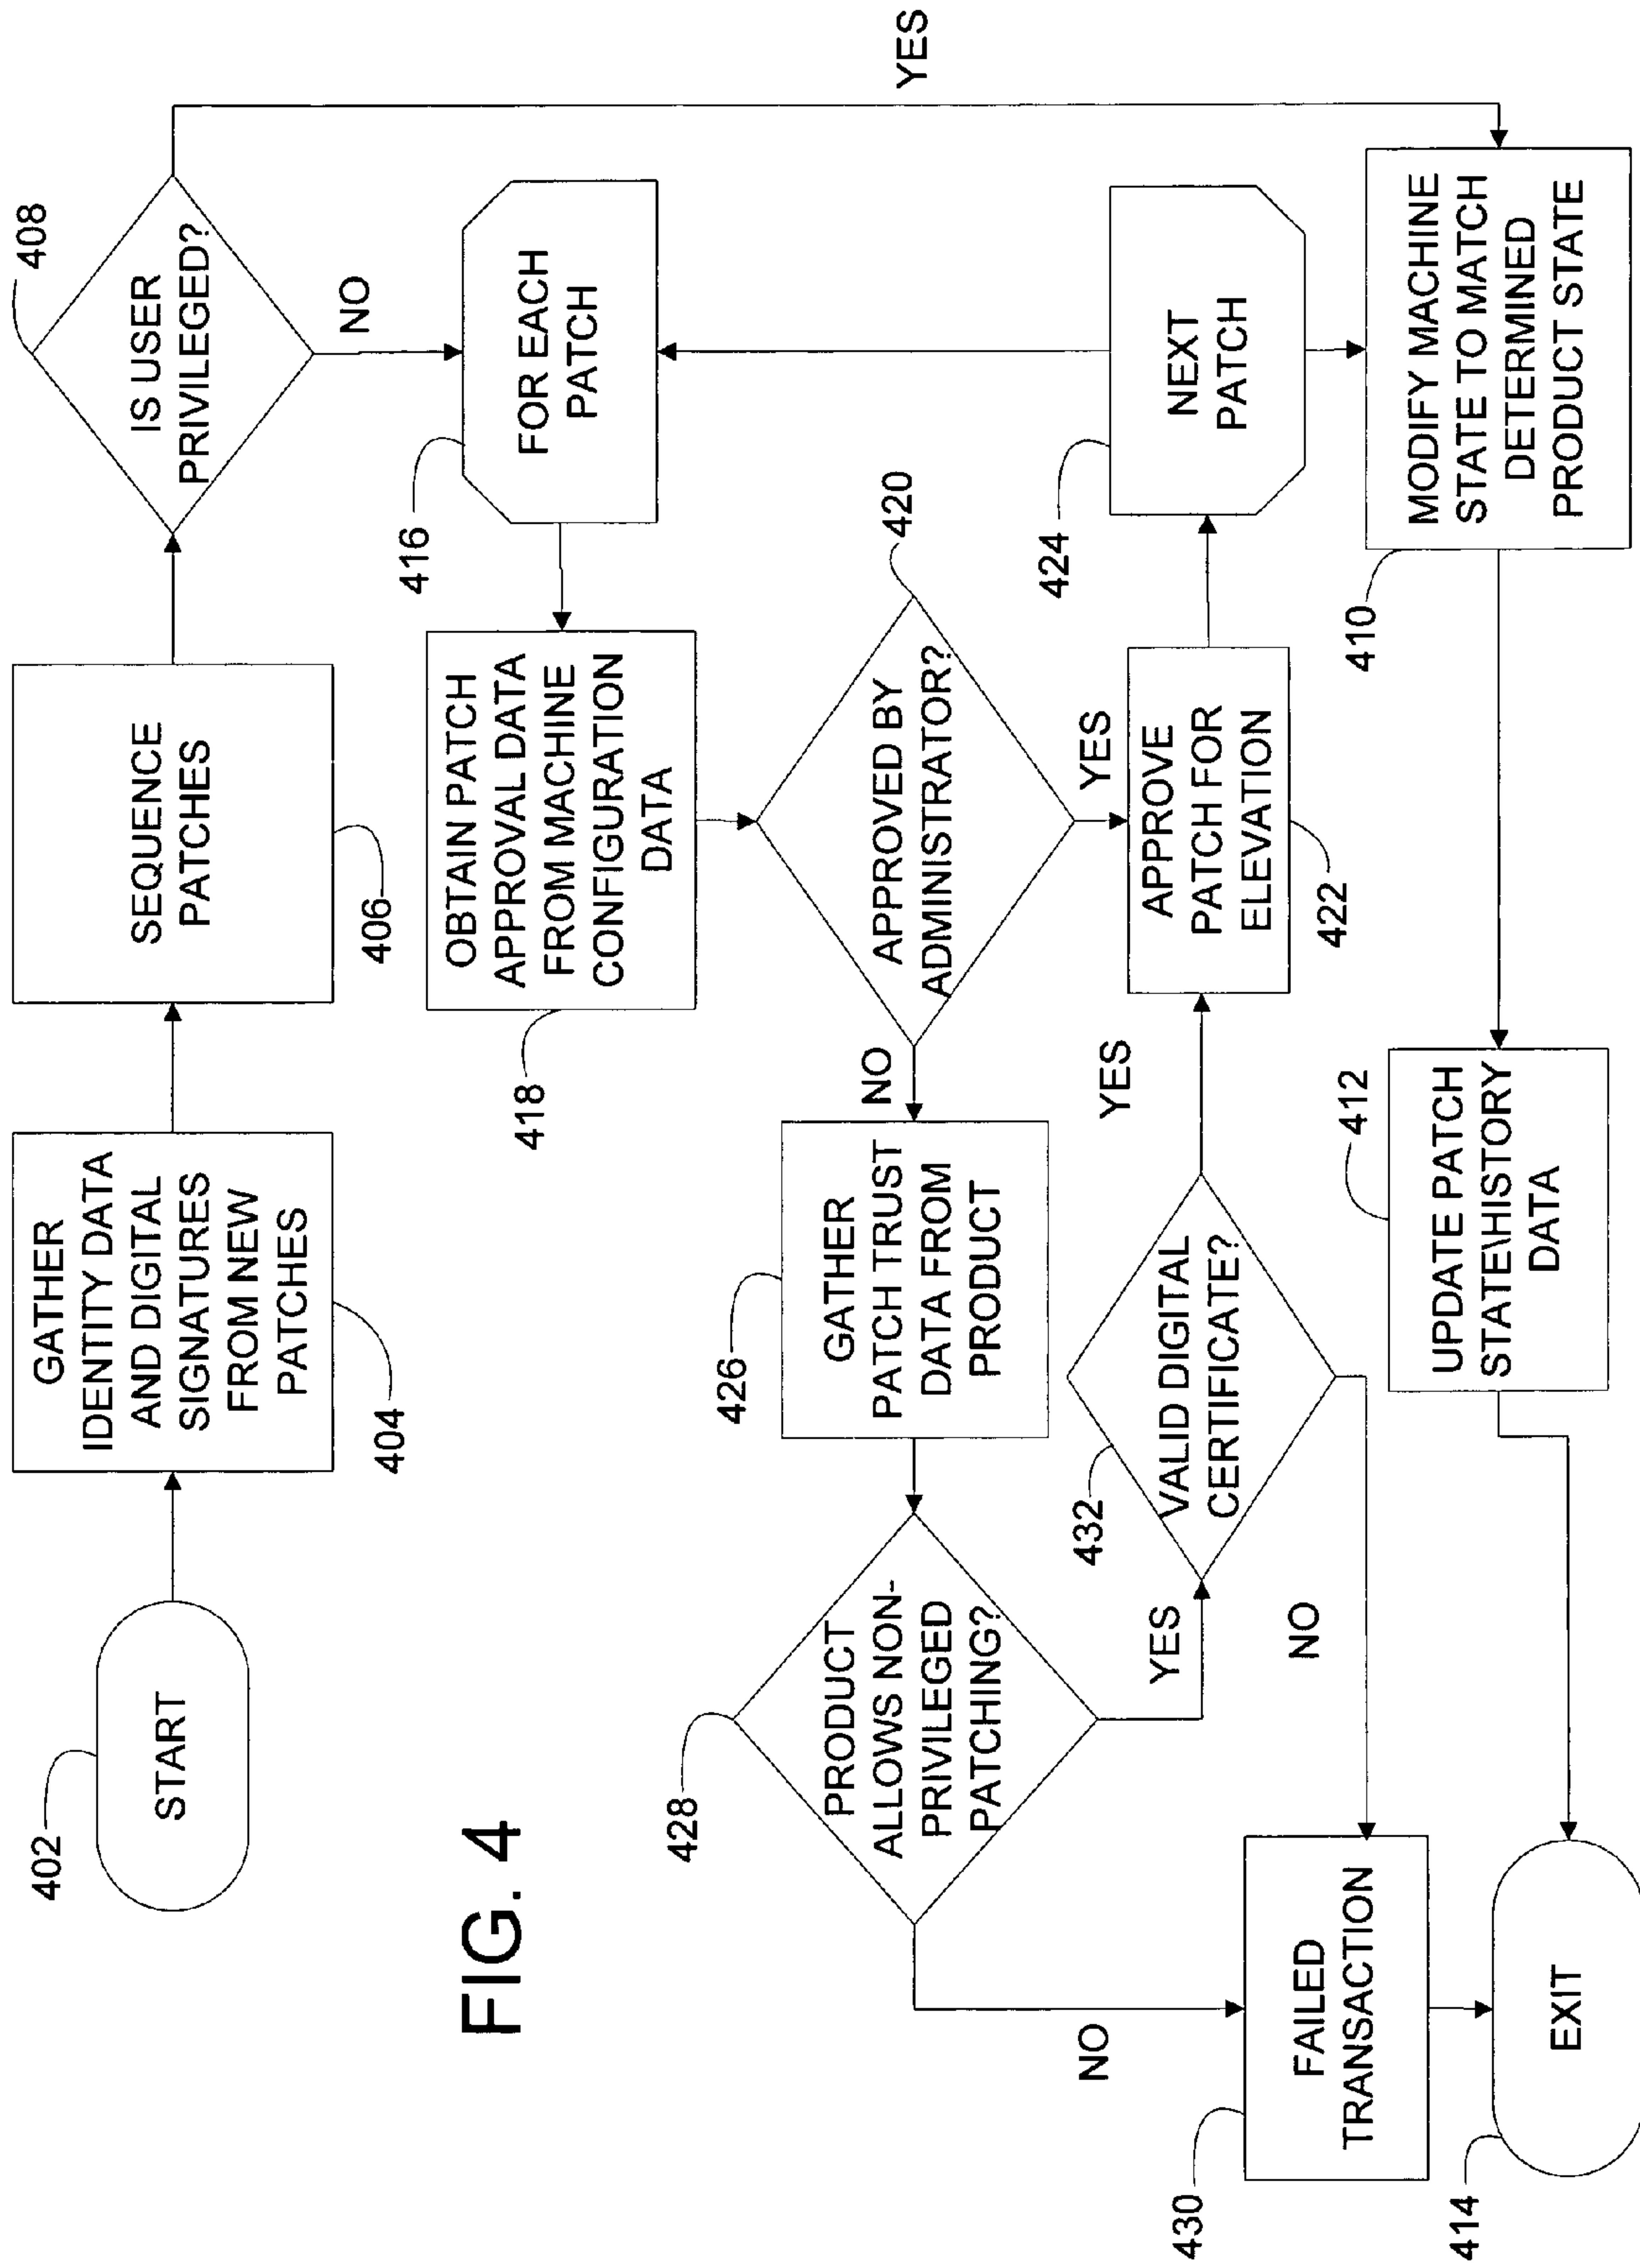 402
START
GATHER
IDENTITY DATA
AND DIGITAL
SIGNATURES
FROM NEW
PATCHES
404
SEQUENCE
PATCHES
406
IS USER
PRIVILEGED?
408
YES
NO
FIG. 4
OBTAIN PATCH
APPROVAL DATA
FROM MACHINE
CONFIGURATION
DATA
418
FOR EACH
PATCH
416
428
PRODUCT
ALLOWS NON-
PRIVILEGED
PATCHING?
426
GATHER
PATCH TRUST
DATA FROM
PRODUCT
NO
APPROVED BY
ADMINISTRATOR?
420
NO
YES
432
VALID DIGITAL
CERTIFICATE?
YES
YES
APPROVE
PATCH FOR
ELEVATION
422
NEXT
PATCH
424
430
FAILED
TRANSACTION
NO
412
UPDATE PATCH
STATE\HISTORY
DATA
410
MODIFY MACHINE
STATE TO MATCH
DETERMINED
PRODUCT STATE
414
EXIT